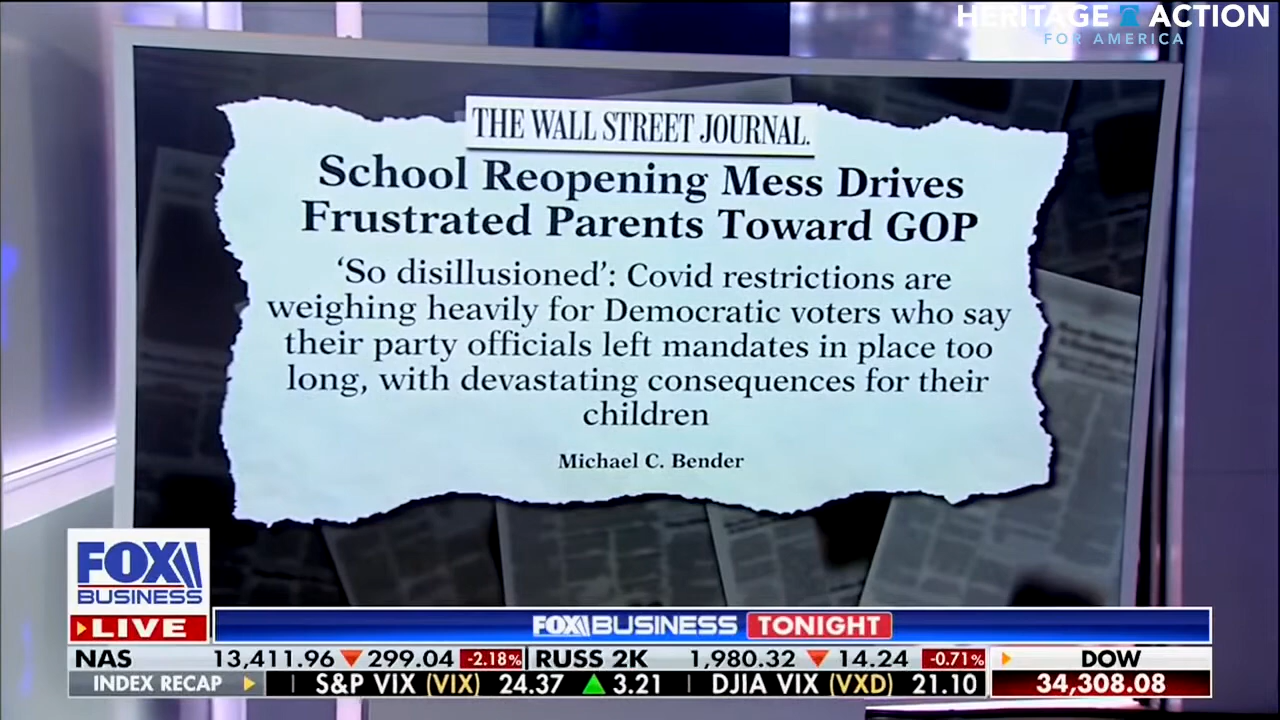 HERITAGE ACTION
FOR AMERICA
THE WALL STREET JOURNAL.
School Reopening Mess Drives
Frustrated Parents Toward GOP
‘So disillusioned’: Covid restrictions are
weighing heavily for Democratic voters who say
their party officials left mandates in place too
long, with devastating consequences for their
children
Michael C. Bender
FOX
BUSINESS
LIVE
FOX BUSINESS TONIGHT
NAS 13,411.96 299.04 -2.18% RUSS 2K 1,980.32 14.24 -0.71% DOW
INDEX RECAP S&P VIX (VIX) 24.37 3.21 DJIA VIX (VXD) 21.10 34,308.08